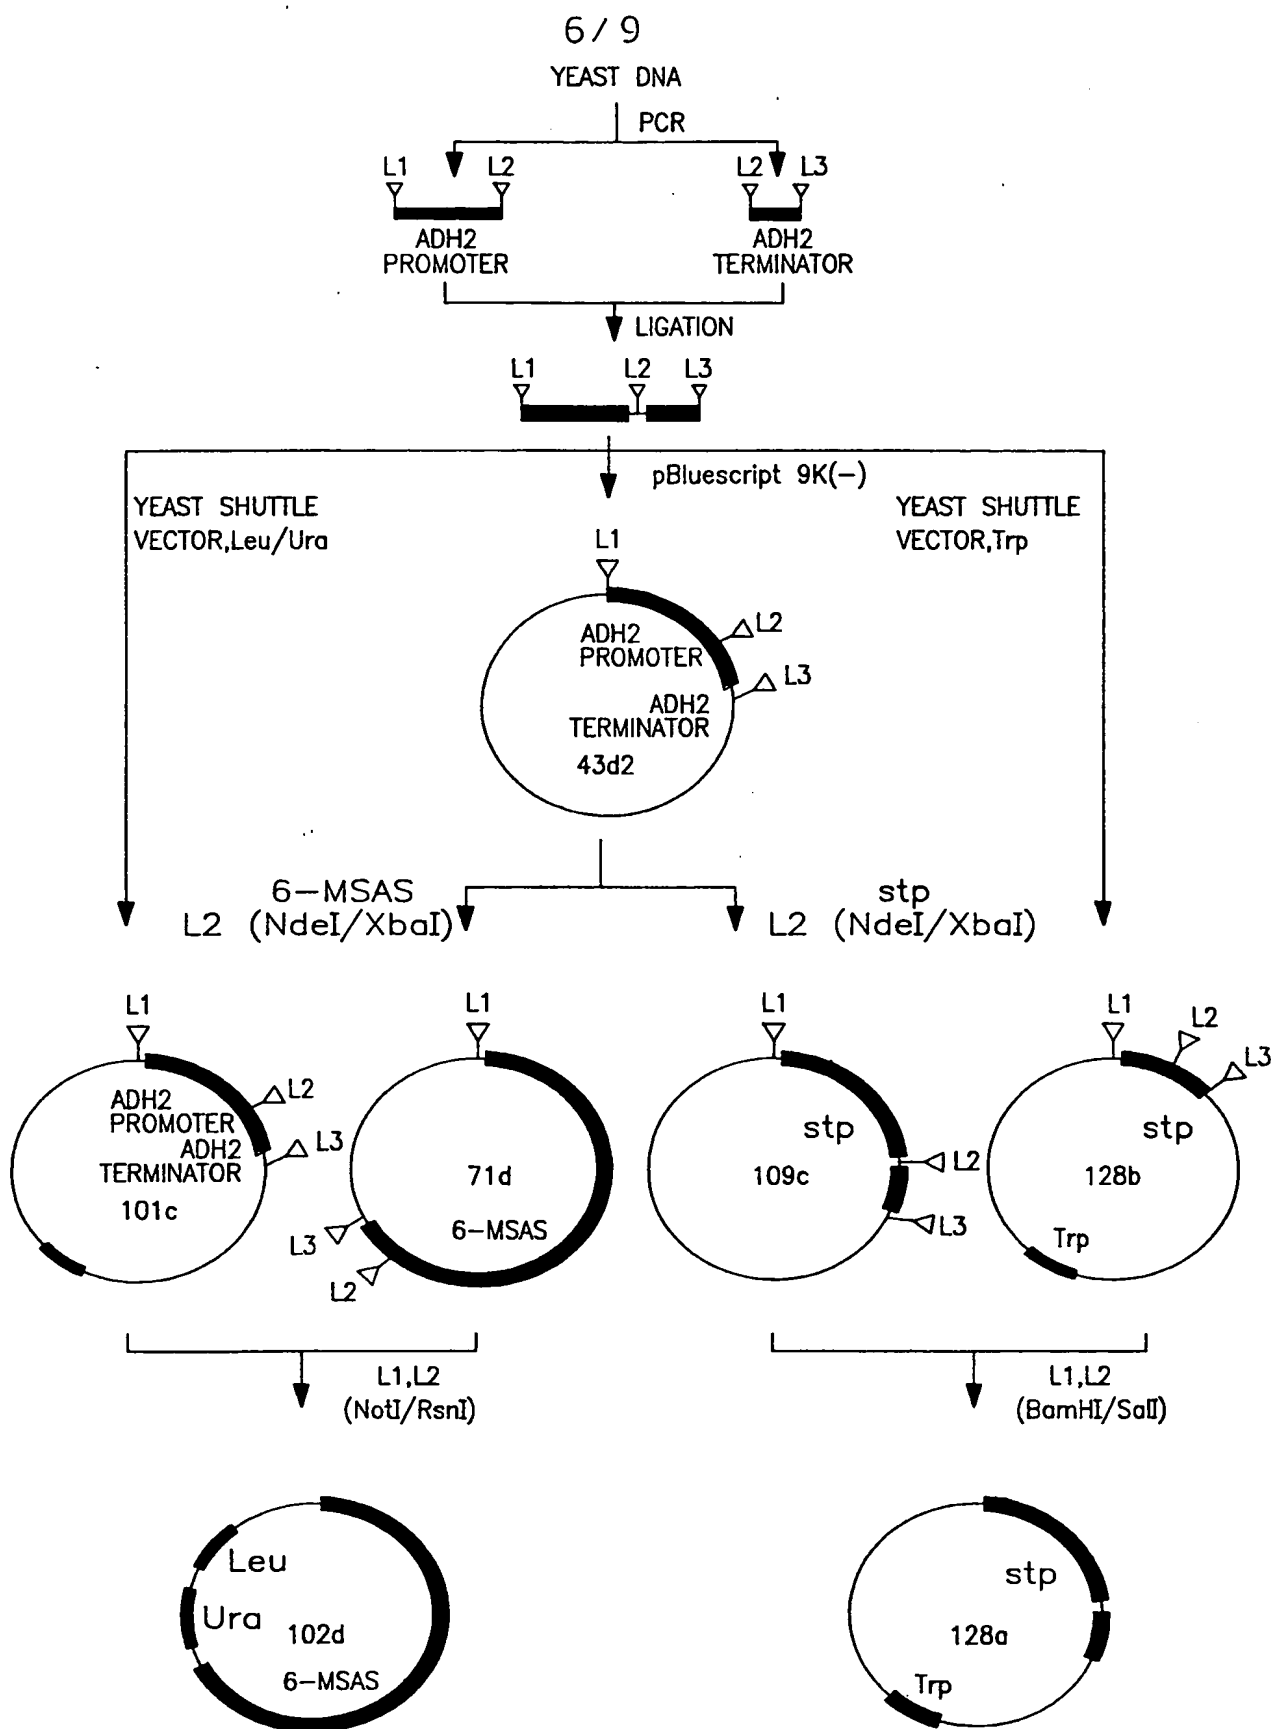 6/9
YEAST DNA
PCR
L1 L2 L2 L3
ADH2
PROMOTER
ADH2
TERMINATOR
LIGATION
L1 L2 L3
pBluescript 9K(-)
YEAST SHUTTLE
VECTOR,Leu/Ura
YEAST SHUTTLE
VECTOR,Trp
L1
L2
L3
ADH2
PROMOTER
ADH2
TERMINATOR
43d2
6-MSAS
L2 (NdeI/XbaI)
stp
L2 (NdeI/XbaI)
L1
L2
L3
ADH2
PROMOTER
ADH2
TERMINATOR
101c
L1
71d
6-MSAS
L3
L2
L1
stp
109c
L2
L3
L1
L2
L3
stp
128b
Trp
L1,L2
(NotI/RsnI)
L1,L2
(BamHI/SalI)
Leu
Ura
102d
6-MSAS
stp
128a
Trp